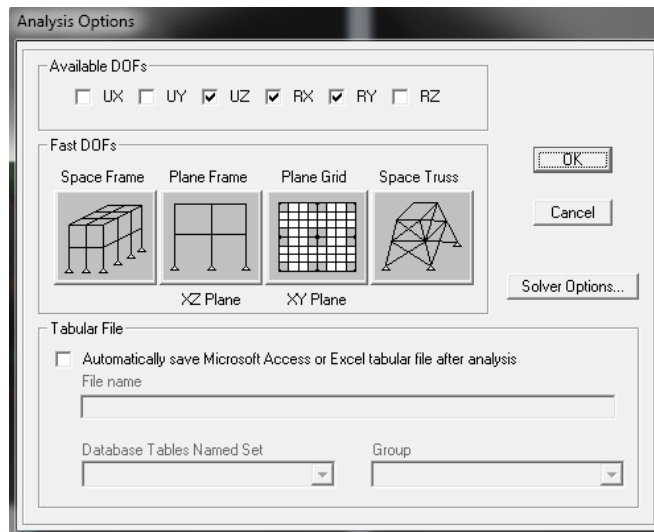 Analysis Options
Available DOFs
UX UY UZ RX RY RZ
Fast DOFs
Space Frame Plane Frame Plane Grid Space Truss
XZ Plane XY Plane
OK
Cancel
Solver Options...
Tabular File
Automatically save Microsoft Access or Excel tabular file after analysis
File name
Database Tables Named Set Group